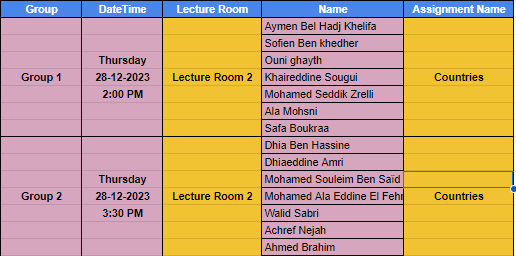 Group DateTime Lecture Room Name Assignment Name
Aymen Bel Hadj Khelifa
Sofien Ben khedher
Thursday Ouni ghayth
Group 1 28-12-2023 Lecture Room 2 Khaireddine Sougui Countries
2:00 PM Mohamed Seddik Zrelli
Ala Mohsni
Safa Boukraa
Dhia Ben Hassine
Dhiaeddine Amri
Thursday Mohamed Souleim Ben Saïd
Group 2 28-12-2023 Lecture Room 2 Mohamed Ala Eddine El Fehr Countries
3:30 PM Walid Sabri
Achref Nejah
Ahmed Brahim